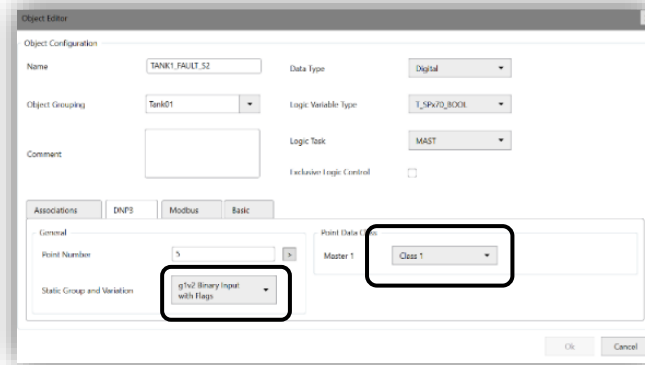 Object Editor
Object Configuration
Name
TANK1_FAULT_52
Data Type
Digital
Object Grouping
Tank01
Logic Variable Type
T_SPx70_BOOL
Comment
Logic Task
MAST
Exclusive Logic Control
Associations
DNP3
Modbus
Basic
General
Point Data Class
Point Number
5
>
Master 1
Class 1
Static Group and Variation
g1v2 Binary Input
with Flags
Ok
Cancel